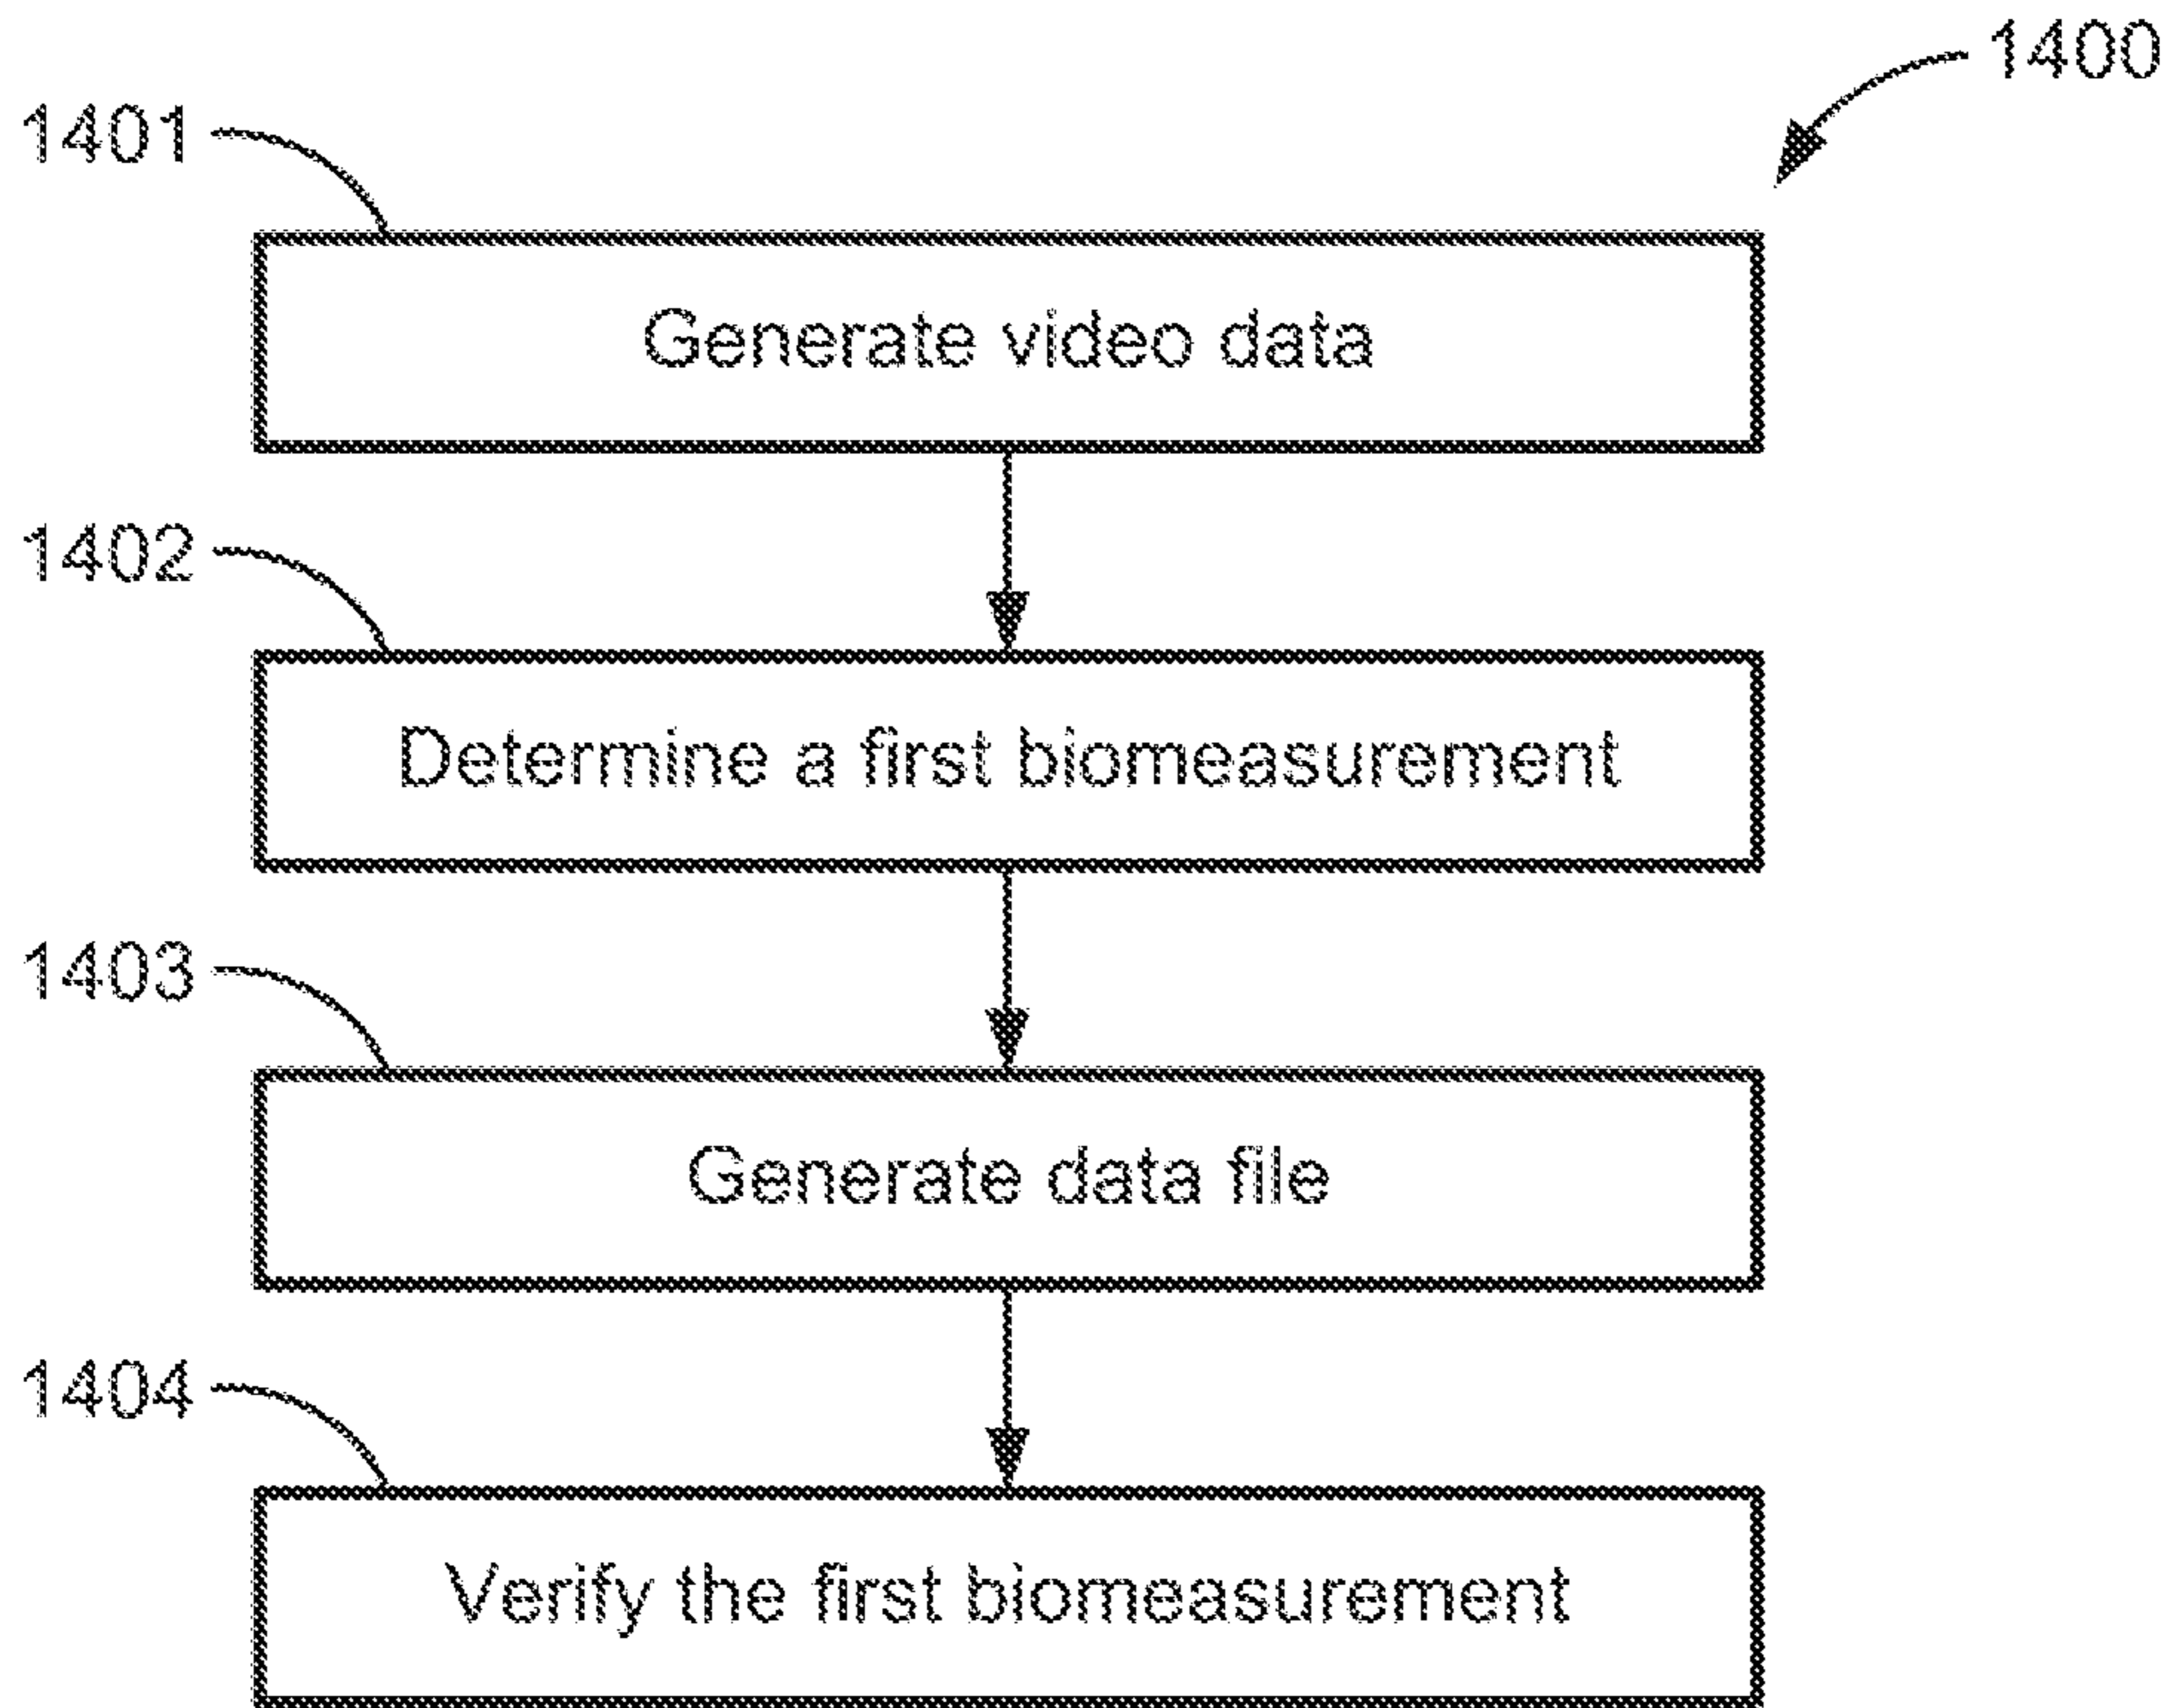 1400
1401
Generate video data
1402
Determine a first biomeasurement
1403
Generate data file
1404
Verify the first biomeasurement